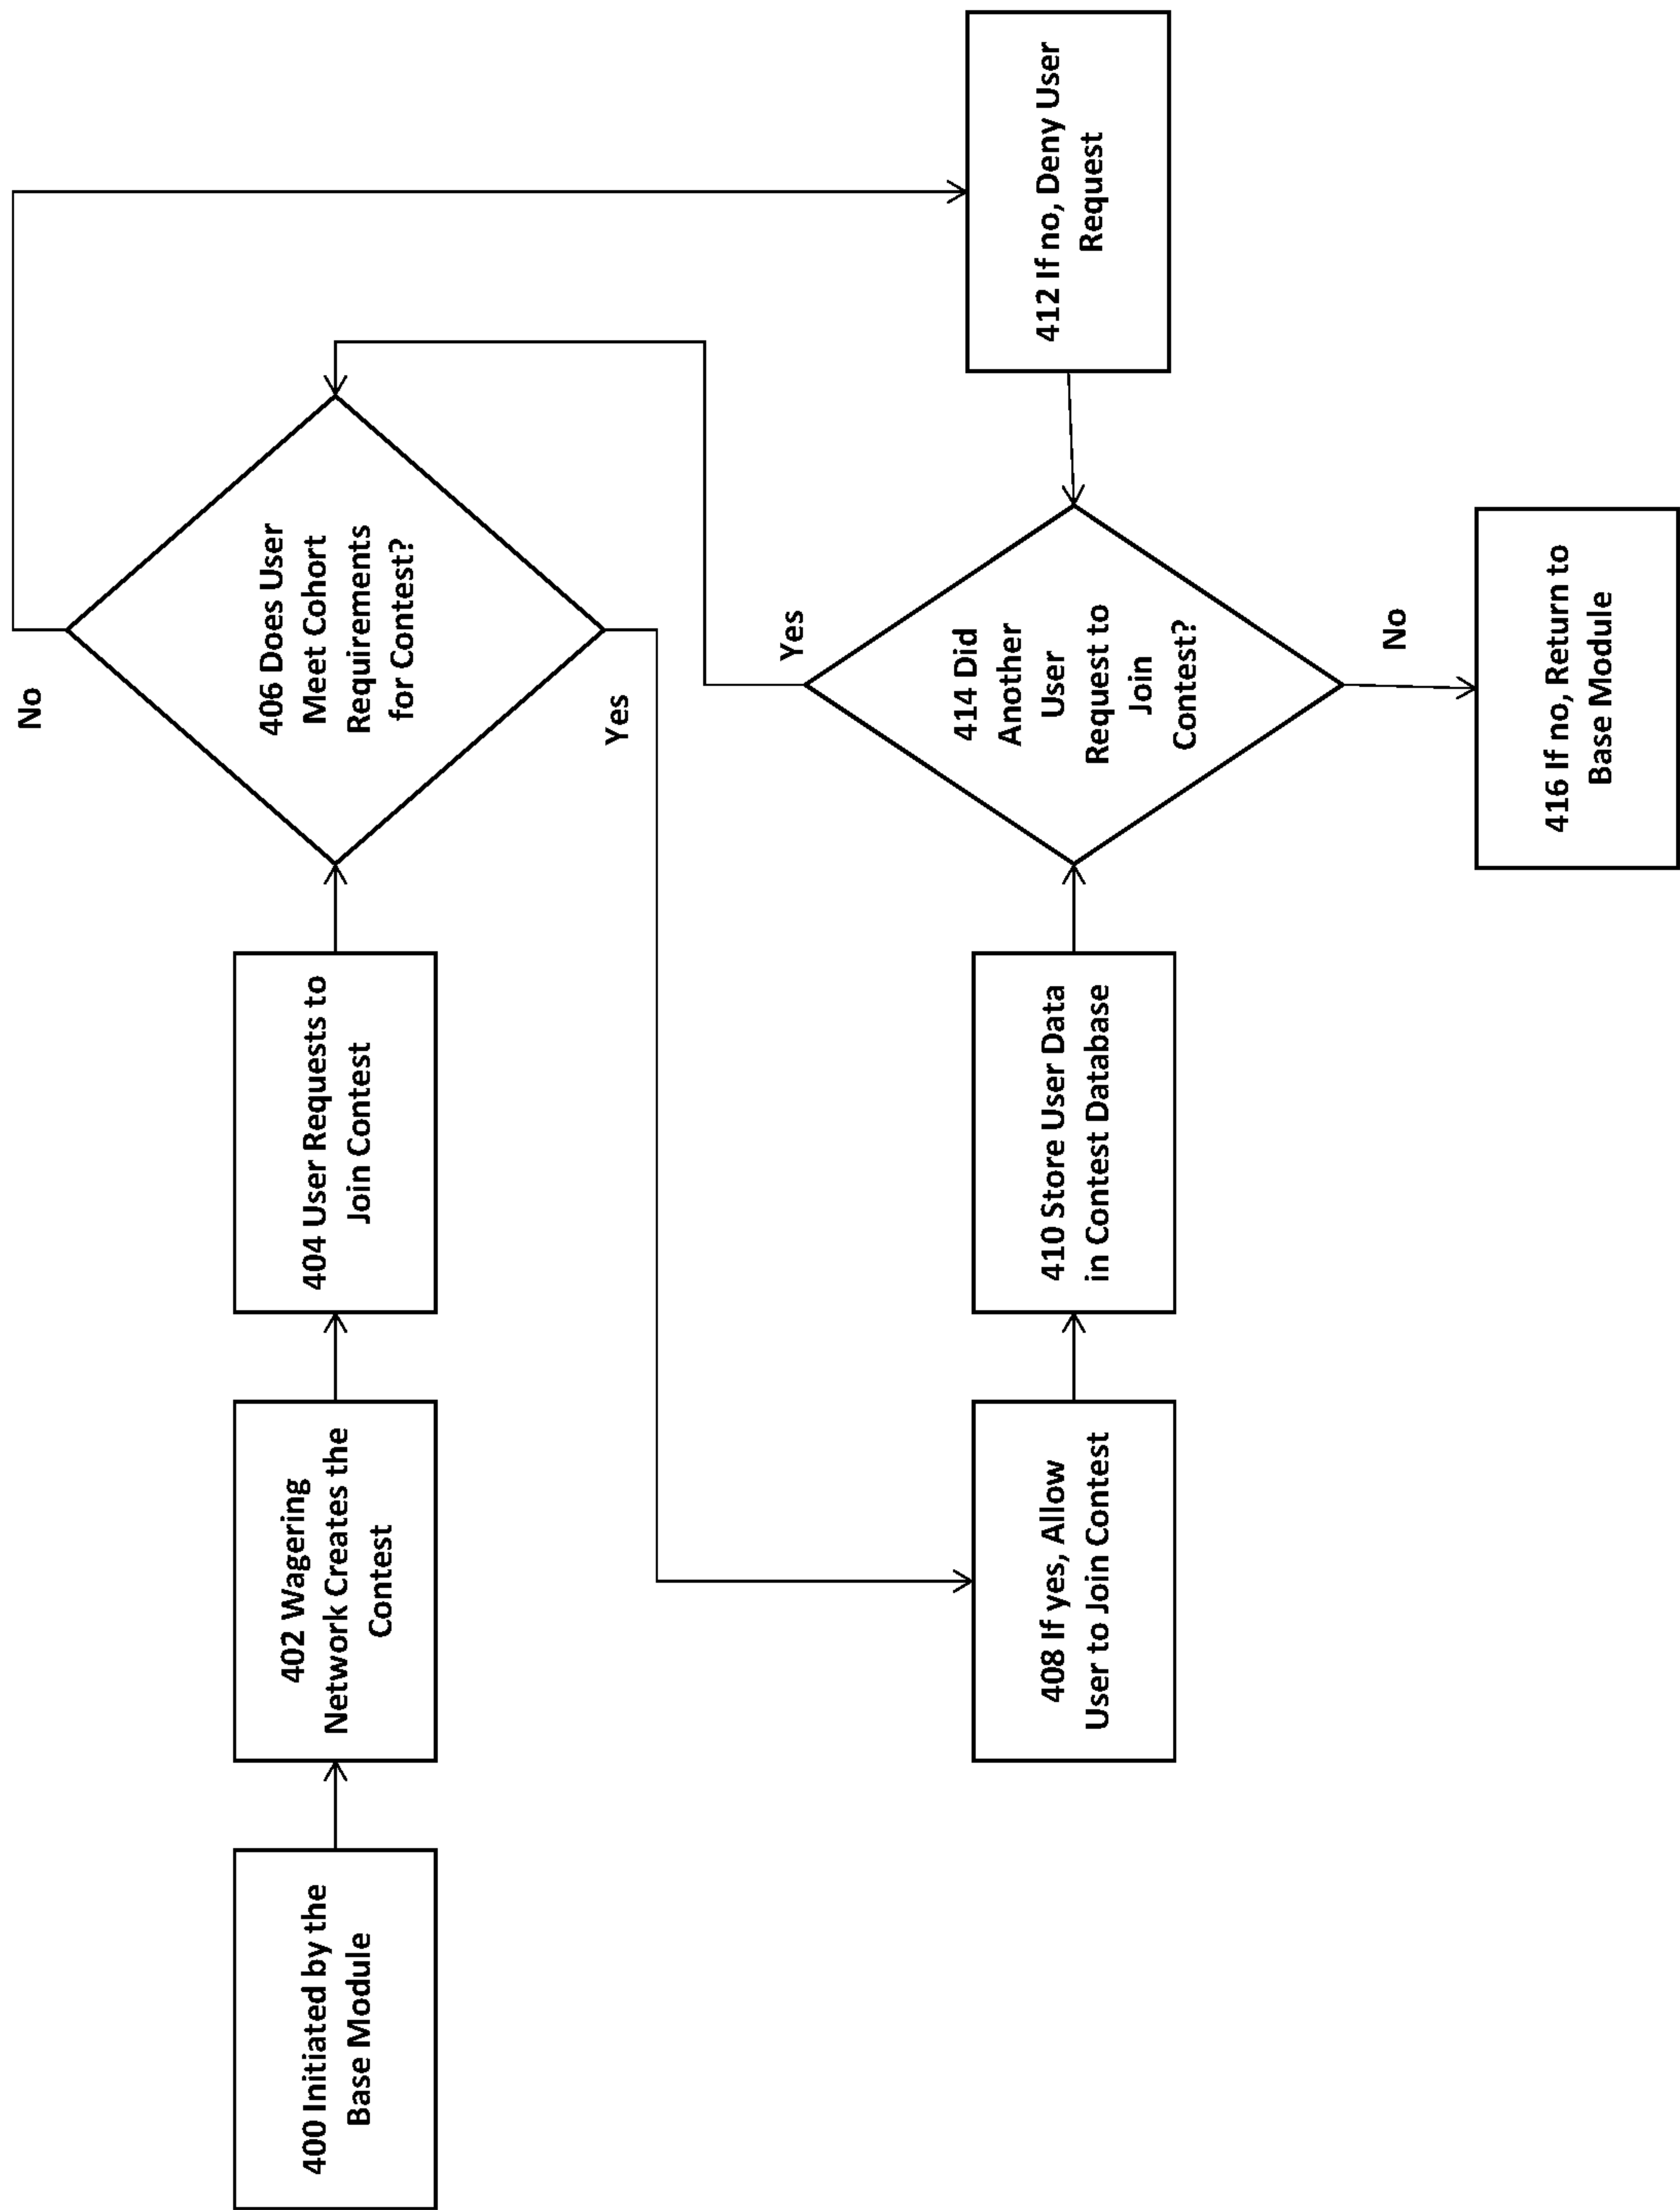 400 Initiated by the
Base Module
402 Wagering
Network Creates the
Contest
404 User Requests to
Join Contest
406 Does User
Meet Cohort
Requirements
for Contest?
No
Yes
408 If yes, Allow
User to Join Contest
410 Store User Data
in Contest Database
414 Did
Another
User
Request to
Join
Contest?
Yes
No
412 If no, Deny User
Request
416 If no, Return to
Base Module